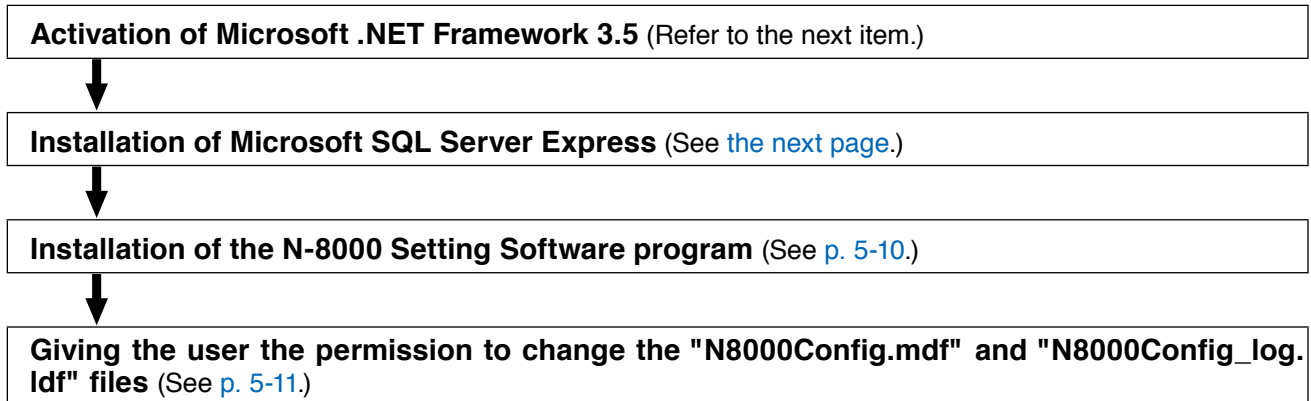 Activation of Microsoft .NET Framework 3.5 (Refer to the next item.)
Installation of Microsoft SQL Server Express (See the next page.)
Installation of the N-8000 Setting Software program (See p. 5-10.)
Giving the user the permission to change the "N8000Config.mdf" and "N8000Config_log.
ldf" files (See p. 5-11.)